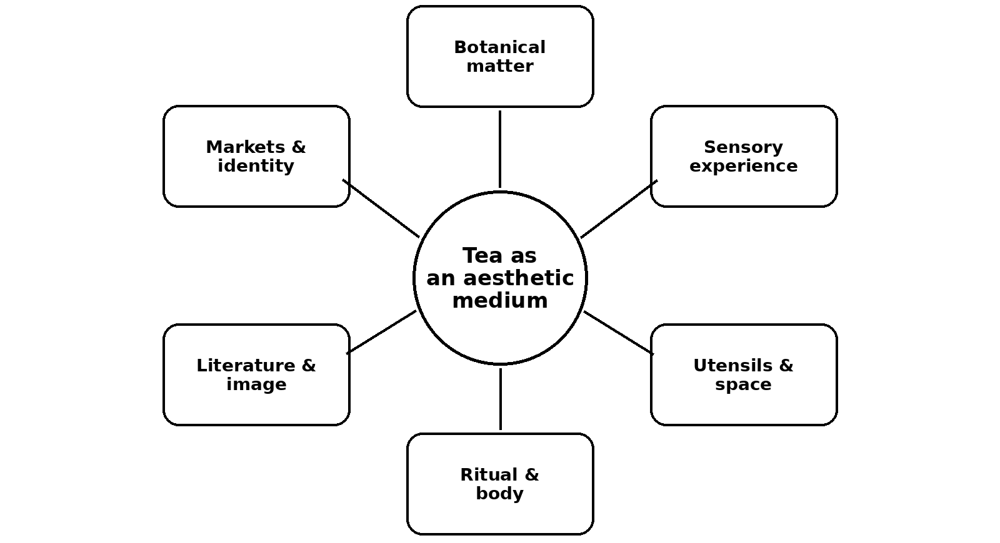 Botanical
matter
Markets &
identity
Sensory
experience
Tea as
an aesthetic
medium
Literature &
image
Utensils &
space
Ritual &
body